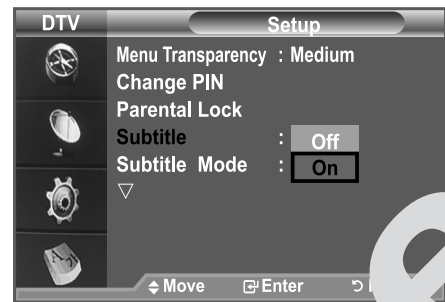 DTV Setup
Menu Transparency : Medium
Change PIN
Parental Lock
Subtitle : Off
Subtitle Mode : On
Move Enter